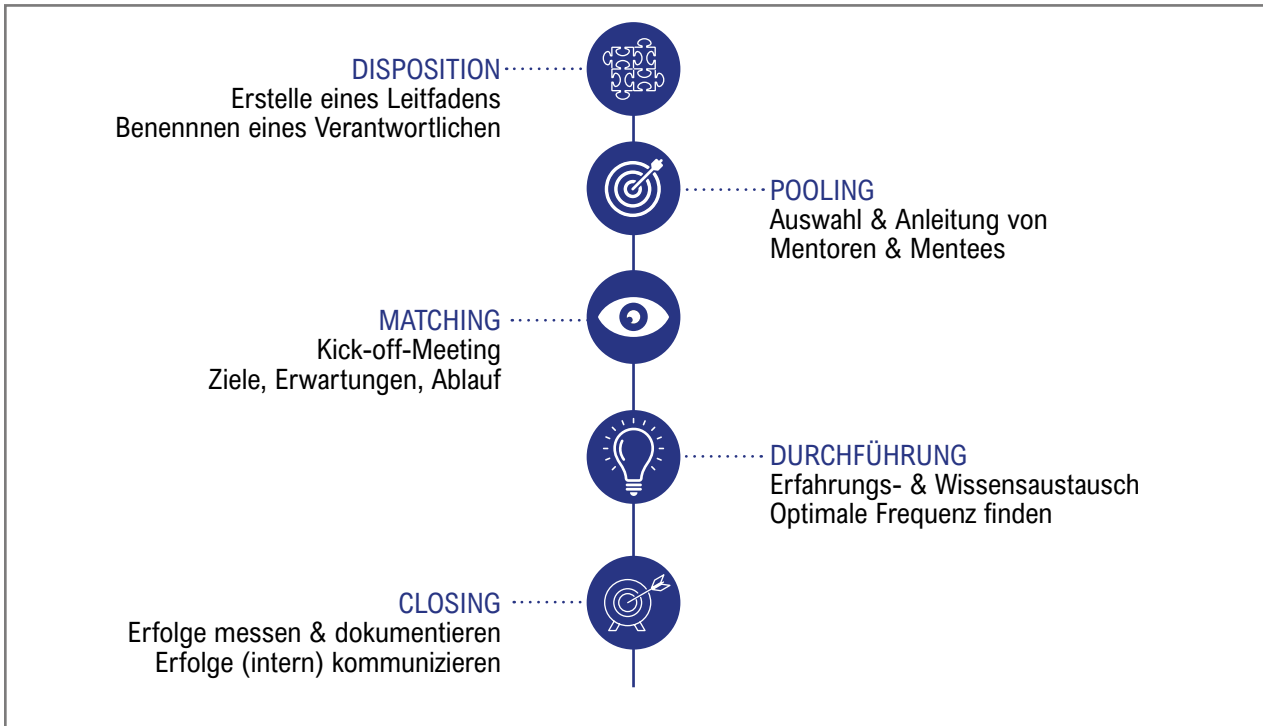 DISPOSITION
Erstelle eines Leitfadens
Benennnen eines Verantwortlichen
POOLING
Auswahl & Anleitung von
Mentoren & Mentees
MATCHING
Kick-off-Meeting
Ziele, Erwartungen, Ablauf
DURCHFÜHRUNG
Erfahrungs- & Wissensaustausch
Optimale Frequenz finden
CLOSING
Erfolge messen & dokumentieren
Erfolge (intern) kommunizieren